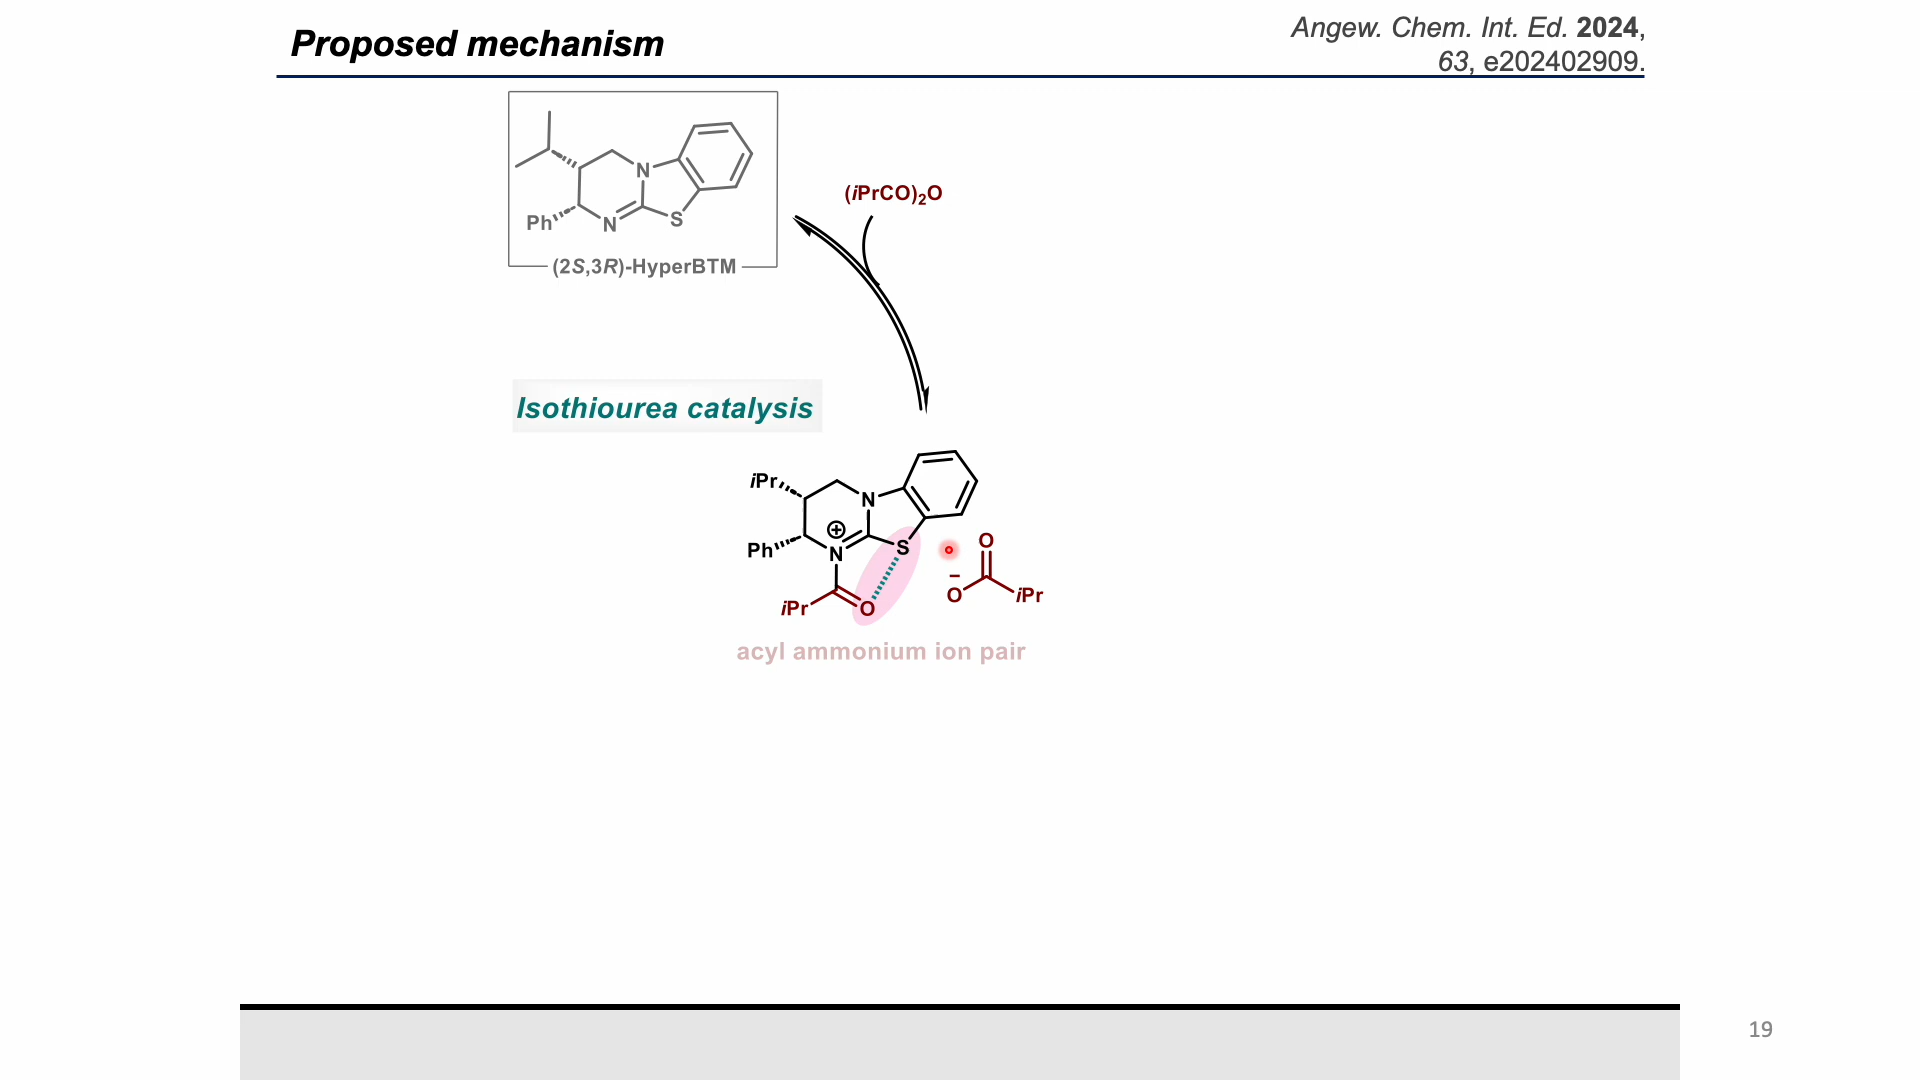 Proposed mechanism
Angew. Chem. Int. Ed. 2024,
63, e202402909.
N
Ph
N
S
(2S,3R)-HyperBTM
(iPrCO)₂O
Isothiourea catalysis
iPr
N
+
Ph
N
S
O
−
O
iPr
iPr
O
acyl ammonium ion pair
19